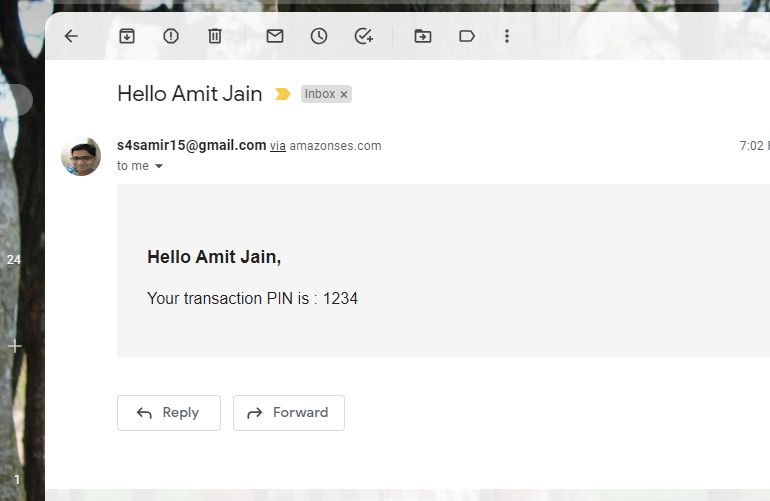 Hello Amit Jain Inbox ×
s4samir15@gmail.com via amazonses.com 7:02
to me
24
Hello Amit Jain,
Your transaction PIN is : 1234
Reply Forward
1